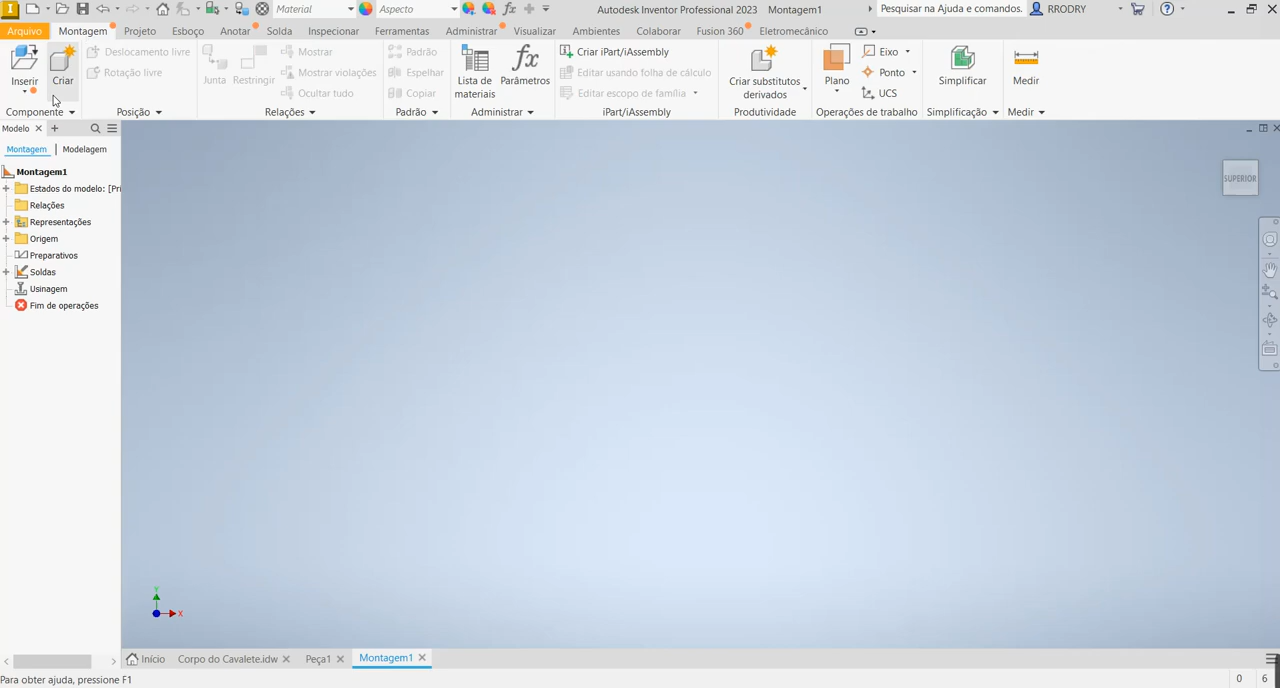 Material
Aspecto
Autodesk Inventor Professional 2023 Montagem1
Pesquisar na Ajuda e comandos.
RRODRY
Arquivo Montagem Projeto Esboço Anotar Solda Inspecionar Ferramentas Administrar Visualizar Ambientes Colaborar Fusion 360 Eletromecânico
Inserir
Criar
Componente
Deslocamento livre
Rotação livre
Posição
Junta
Restringir
Mostrar
Mostrar violações
Ocultar tudo
Relações
Padrão
Espelhar
Copiar
Padrão
Lista de
materiais
Parâmetros
Administrar
Criar iPart/iAssembly
Editar usando folha de cálculo
Editar escopo de família
iPart/iAssembly
Criar substitutos
derivados
Produtividade
Plano
Eixo
Ponto
UCS
Operações de trabalho
Simplificar
Simplificação
Medir
Medir
Modelo
Montagem
Modelagem
Montagem1
Estados do modelo: [Pri
Relações
Representações
Origem
Preparativos
Soldas
Usinagem
Fim de operações
SUPERIOR
Y
X
Início
Corpo do Cavalete.idw
Peça1
Montagem1
Para obter ajuda, pressione F1
0 6